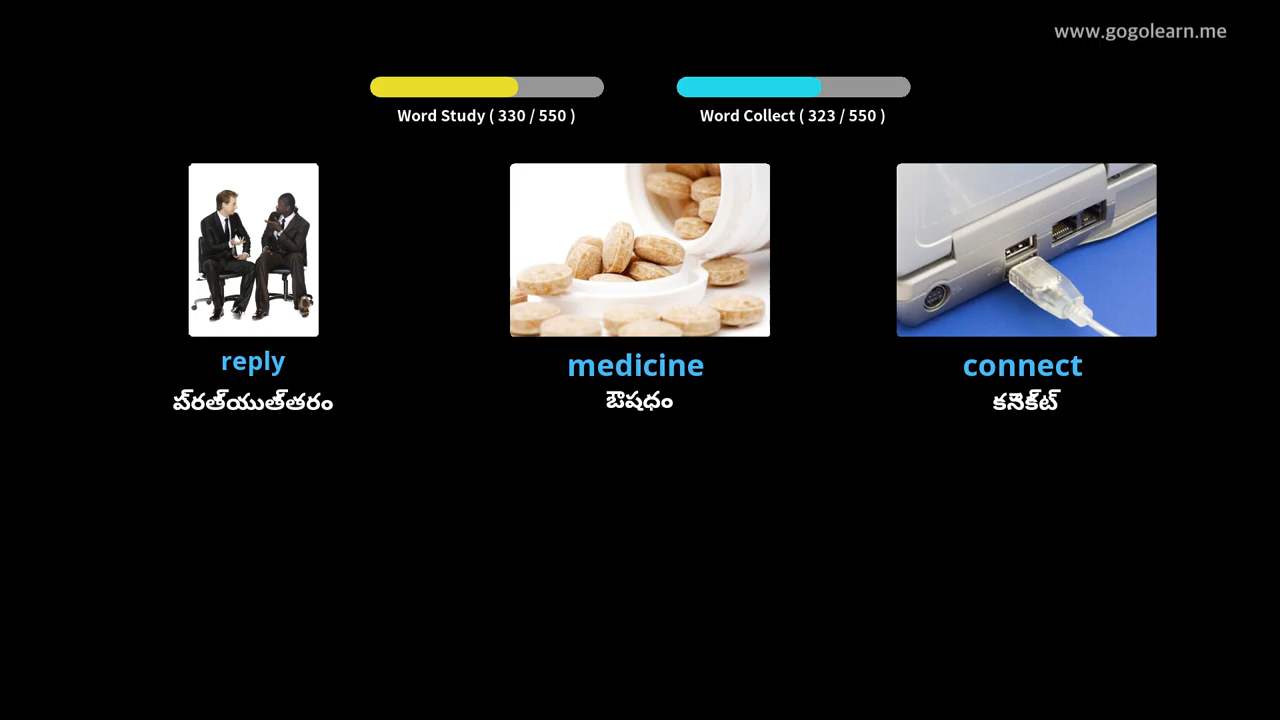 www.gogolearn.me
Word Study ( 330 / 550 )
Word Collect ( 323 / 550 )
reply
medicine
connect
ప్‌రత్‌యుత్‌తరం
ఔషధం
కనెక్‌ట్